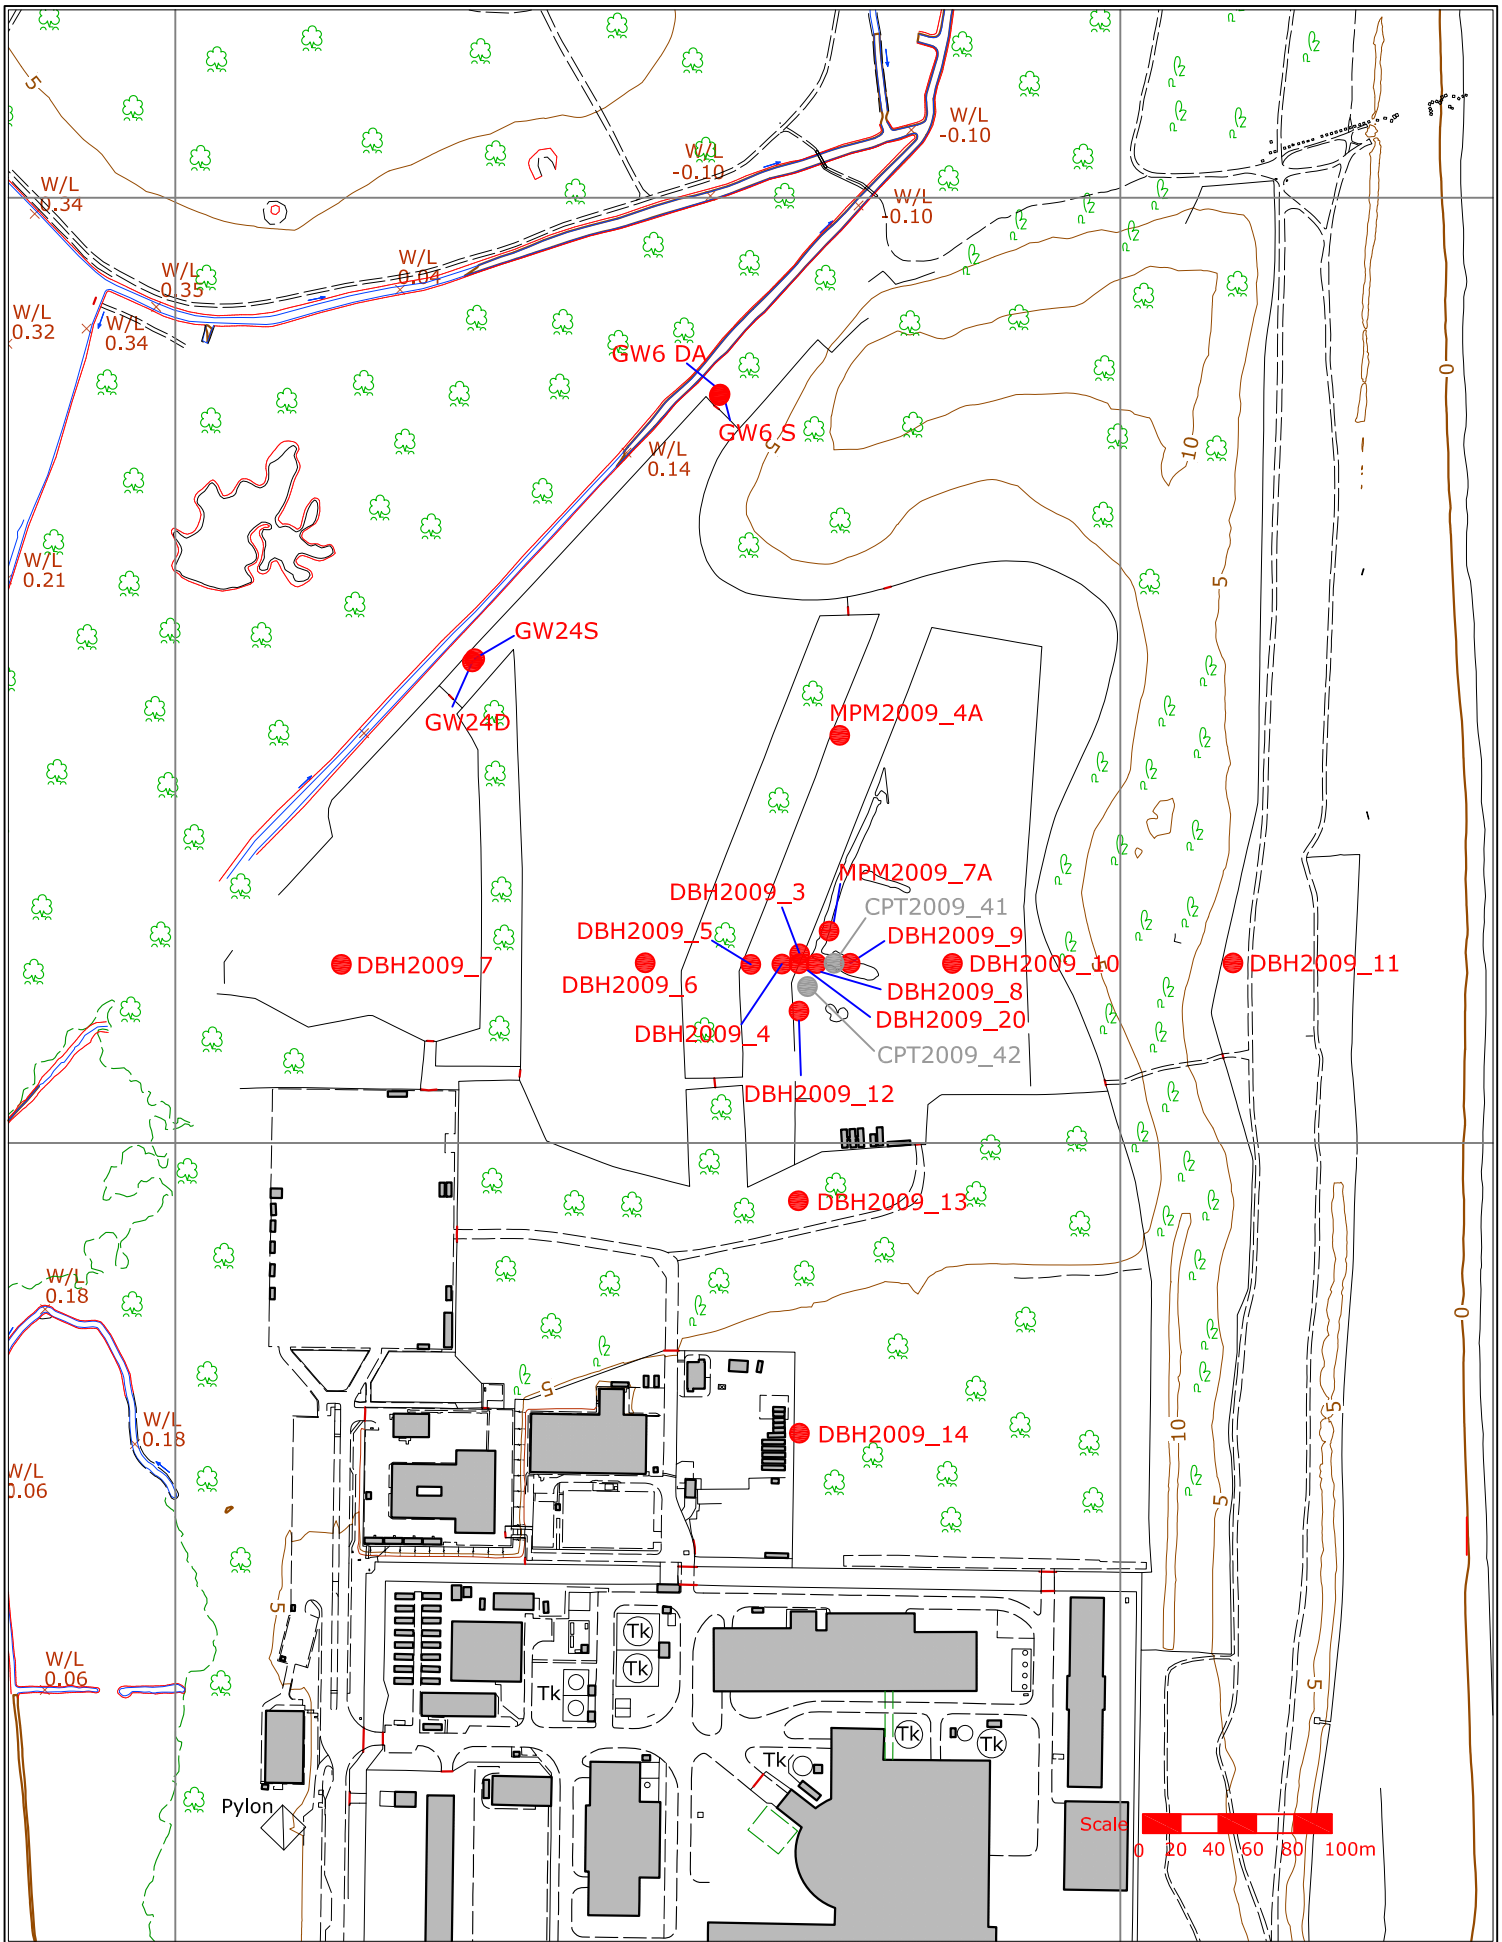 5
W/L
-0.10
W/L
-0.10
W/L
0.34
W/L
-0.10
W/L
0.35
W/L
0.04
W/L
0.32
W/L
0.34
GW6 DA
0
GW6 S
5
10
W/L
0.14
W/L
0.21
5
GW24S
GW24D
MPM2009_4A
MPM2009_7A
DBH2009_3
CPT2009_41
DBH2009_5
DBH2009_9
DBH2009_7
DBH2009_10
5
DBH2009_11
DBH2009_6
DBH2009_8
DBH2009_20
DBH2009_4
CPT2009_42
DBH2009_12
DBH2009_13
W/L
0.18
0
5
5
W/L
0.18
10
DBH2009_14
W/L
0.06
5
5
Tk
Tk
W/L
0.06
Tk
5
Tk
Tk
Tk
Pylon
Scale
0 20 40 60 80 100m